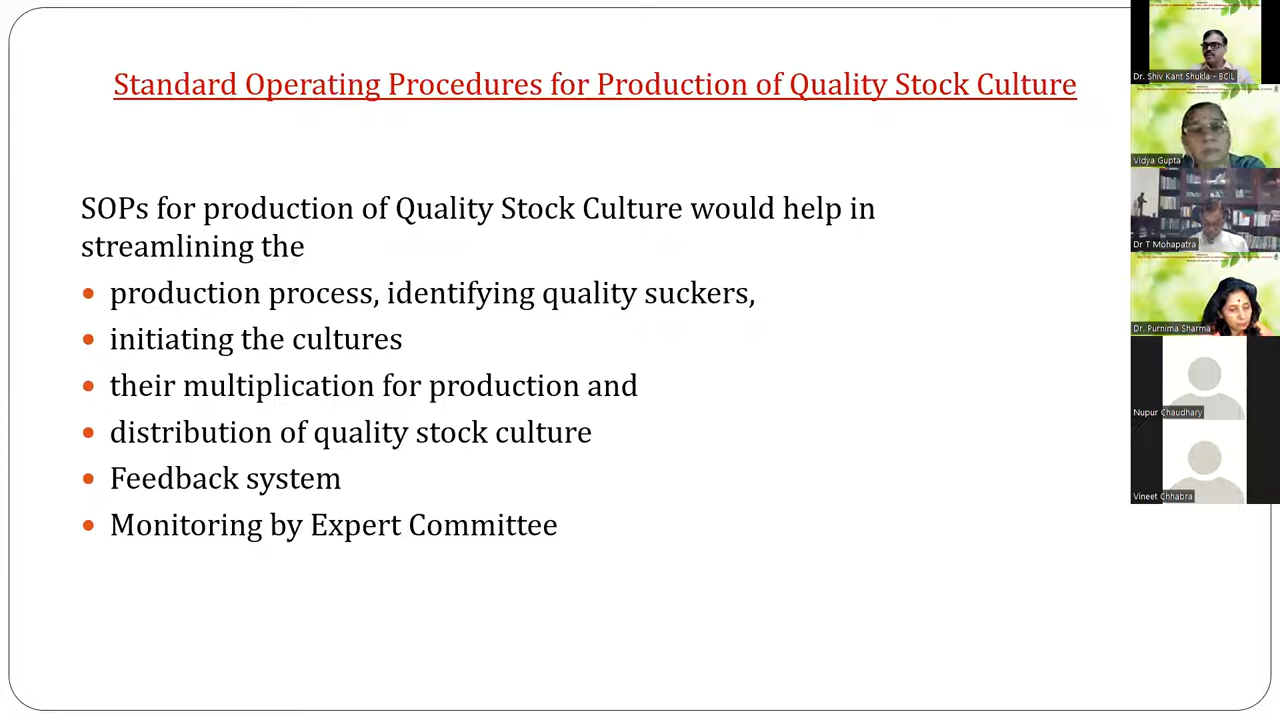 Standard Operating Procedures for Production of Quality Stock Culture
SOPs for production of Quality Stock Culture would help in
streamlining the
• production process, identifying quality suckers,
• initiating the cultures
• their multiplication for production and
• distribution of quality stock culture
• Feedback system
• Monitoring by Expert Committee
Dr. Shiv Kant Shukla - BCIL
Vidya Gupta
Dr T Mohapatra
Dr. Purnima Sharma
Nupur Chaudhary
Vineet Chhabra